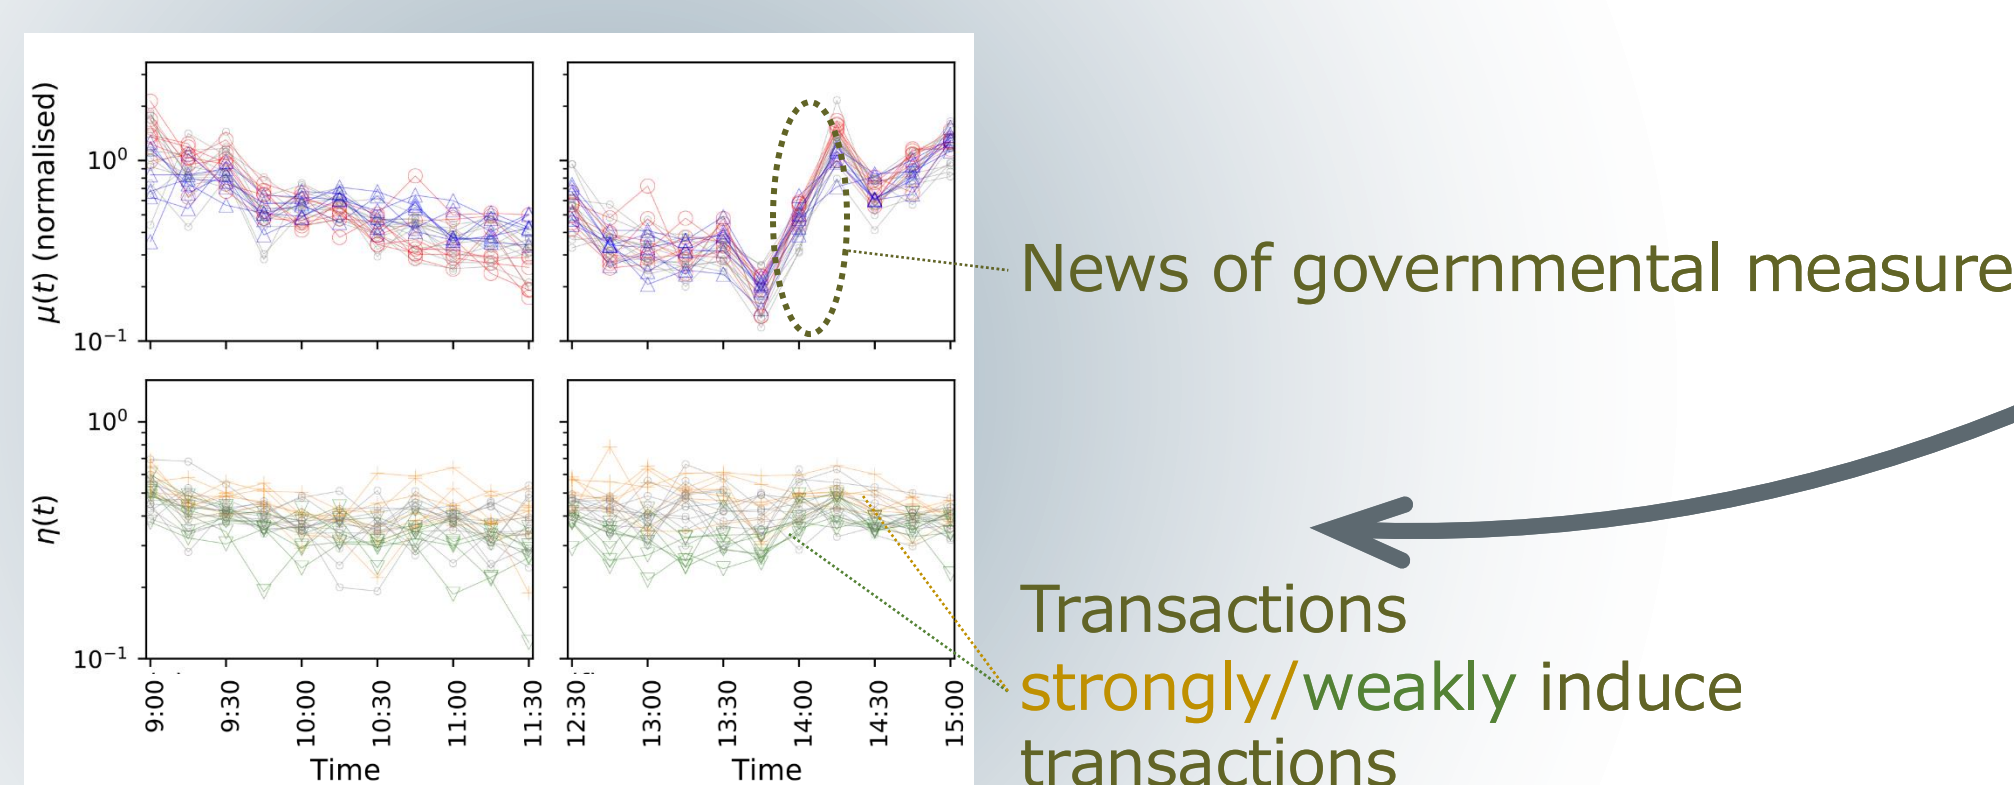 μ(t) (normalised)
10⁰
10⁻¹
News of governmental measure
η(t)
10⁰
10⁻¹
9:00
9:30
10:00
10:30
11:00
11:30
12:30
13:00
13:30
14:00
14:30
15:00
Time
Time
Transactions
strongly/weakly induce
transactions